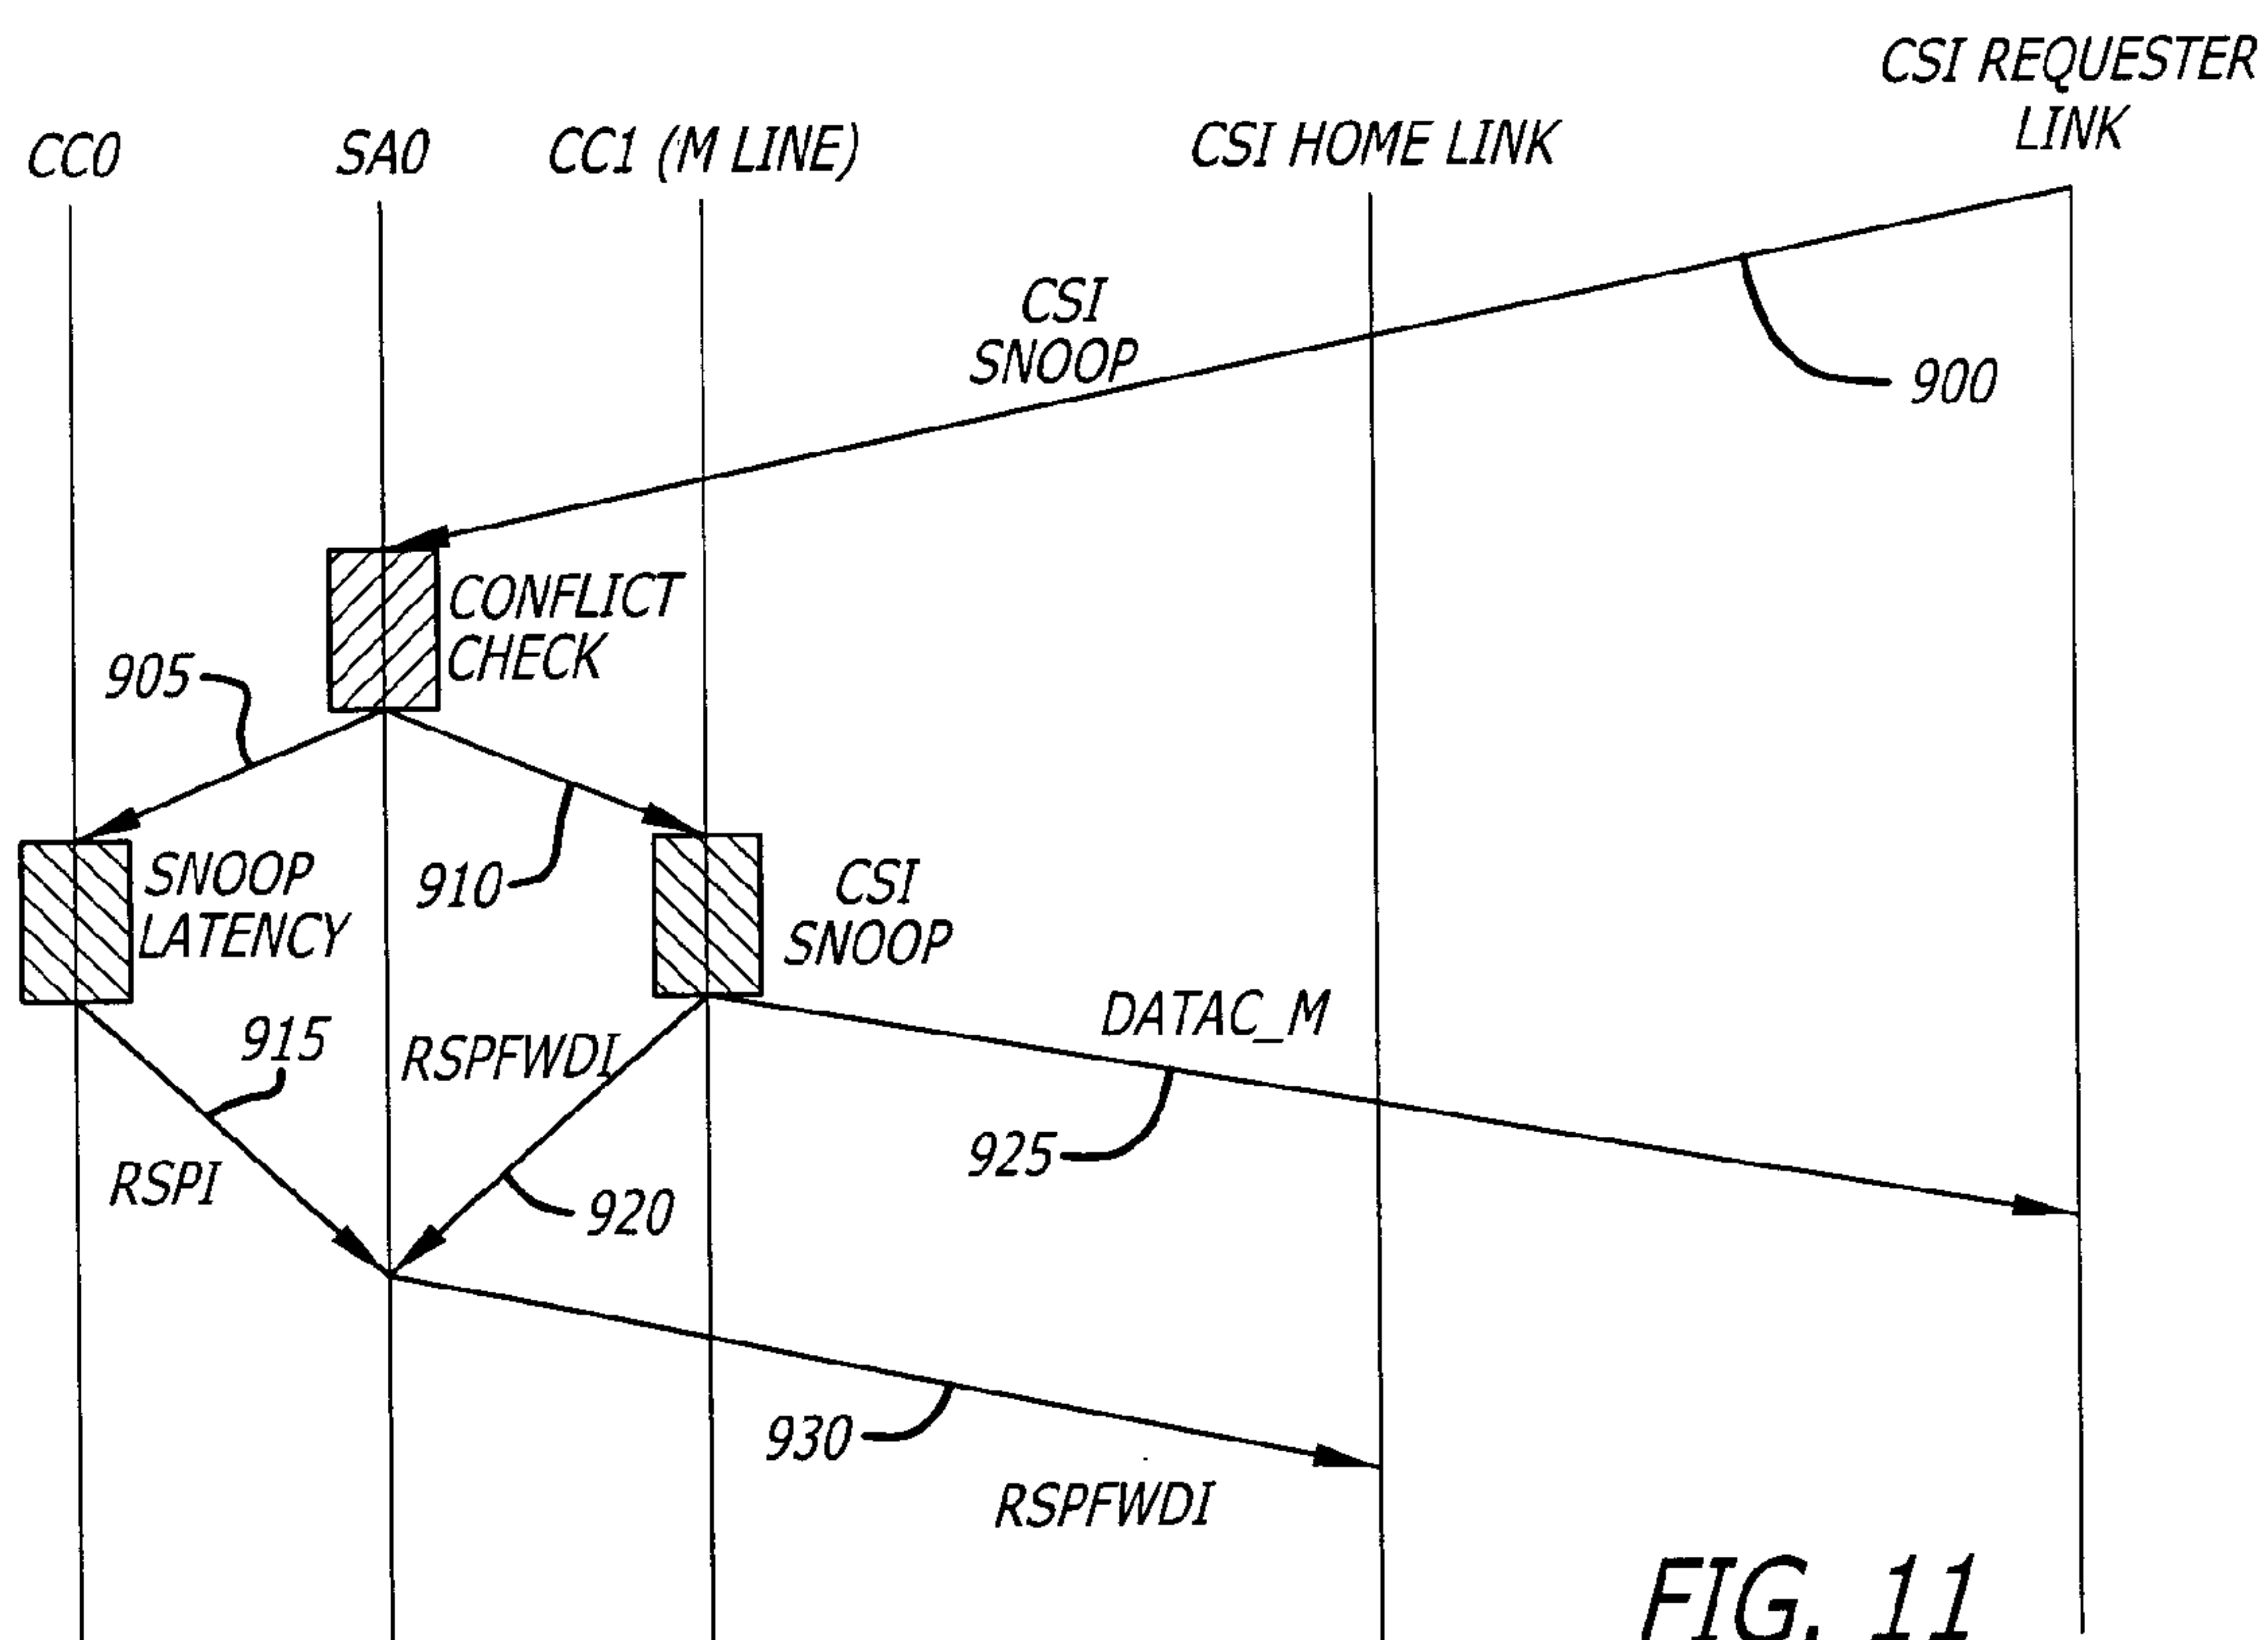 CSI REQUESTER
LINK
CC0
SA0
CC1 (M LINE)
CSI HOME LINK
CSI
SNOOP
900
CONFLICT
CHECK
905
910
SNOOP
LATENCY
CSI
SNOOP
DATAC_M
915
RSPFWDI
925
RSPI
920
930
RSPFWDI
FIG. 11